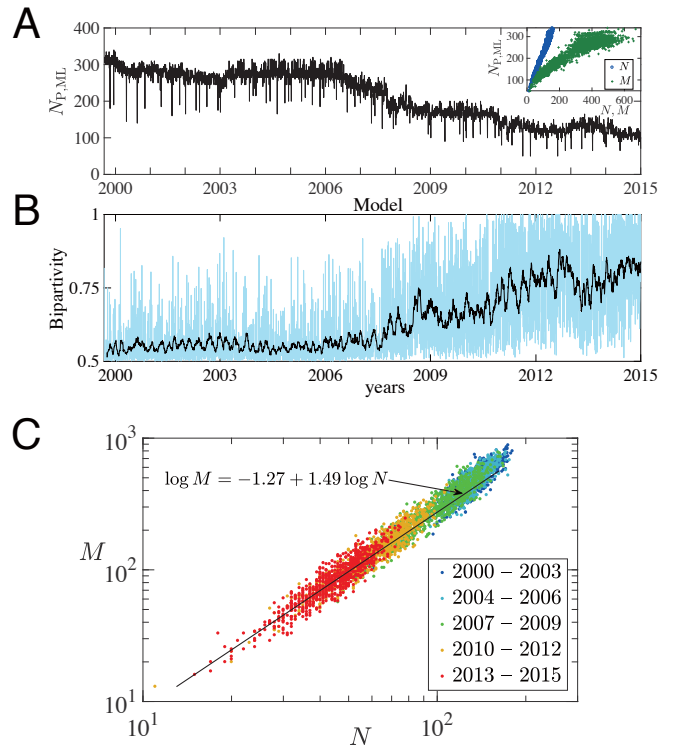 A
400
300
200
100
0
N_P,ML
2000 2003 2006 2009 2012 2015
Model
N_P,ML
300
200
100
0 200 400 600
N, M
N
M
B
1
0.75
0.5
Bipartivity
2000 2003 2006 2009 2012 2015
years
C
10^3
10^2
10^1
M
log M = −1.27 + 1.49 log N
2000 − 2003
2004 − 2006
2007 − 2009
2010 − 2012
2013 − 2015
10^1 10^2
N